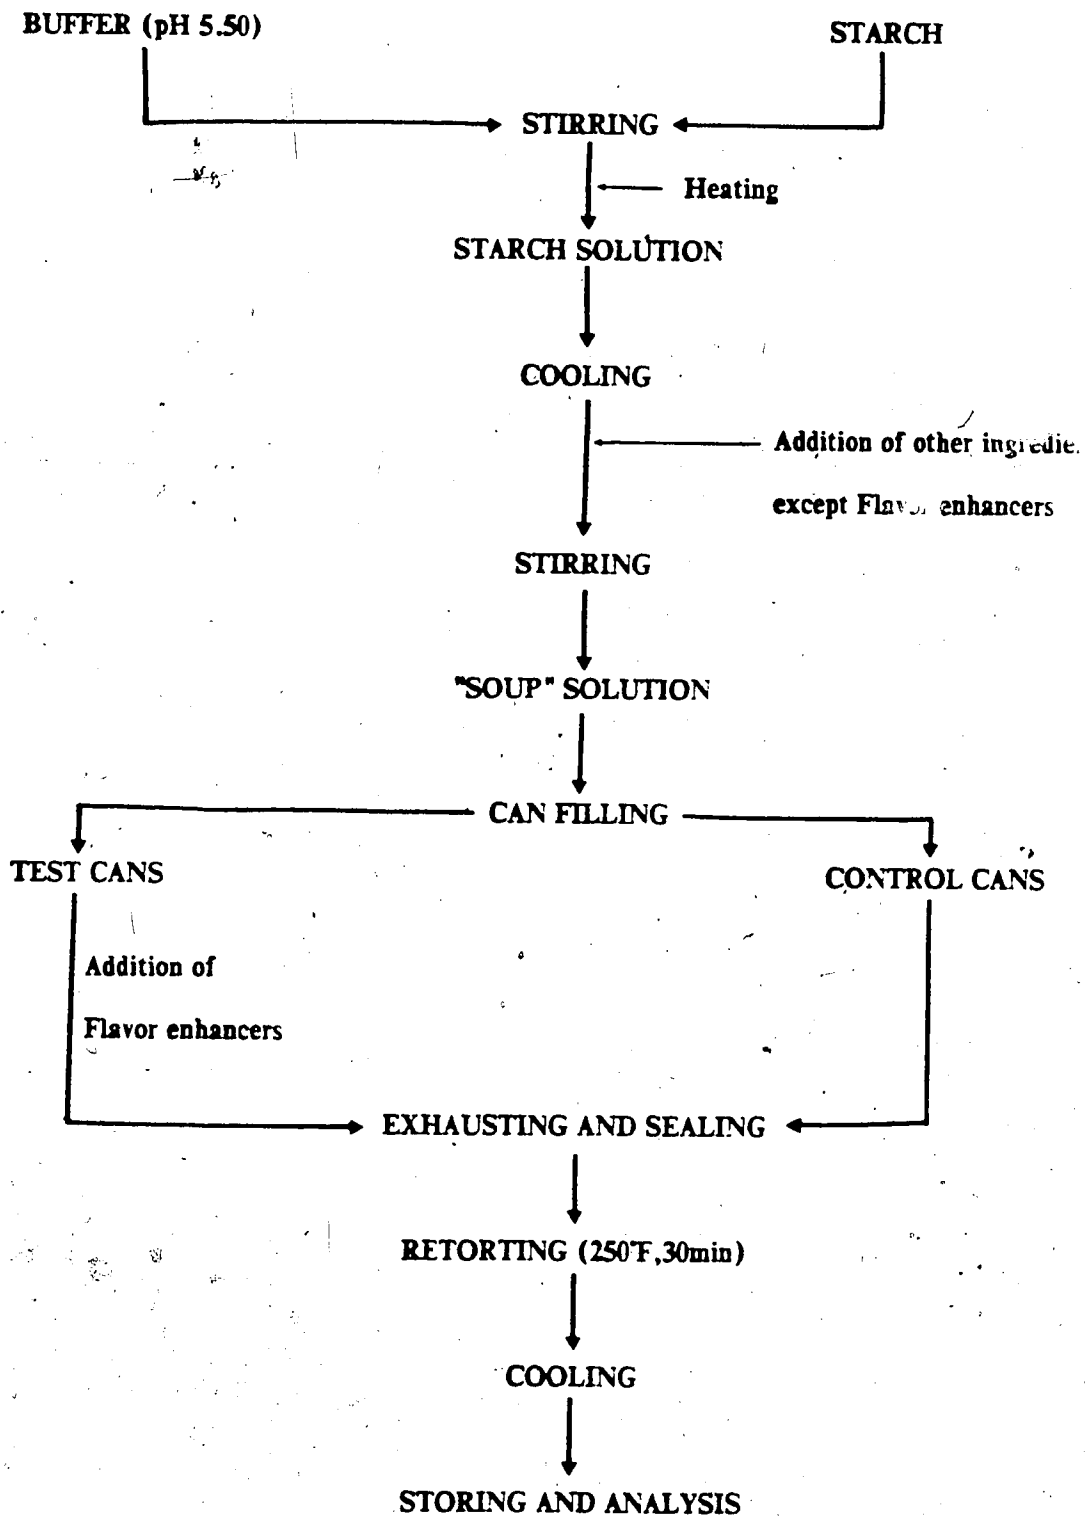 BUFFER (pH 5.50)
STARCH
STIRRING
Heating
STARCH SOLUTION
COOLING
Addition of other
except enhancers
STIRRING
"SOUP" SOLUTION
CAN FILLING
TEST CANS
CONTROL CANS
Addition of
Flavor enhancers
EXHAUSTING AND SEALING
RETORTING (250°F,30min)
COOLING
STORING AND ANALYSIS